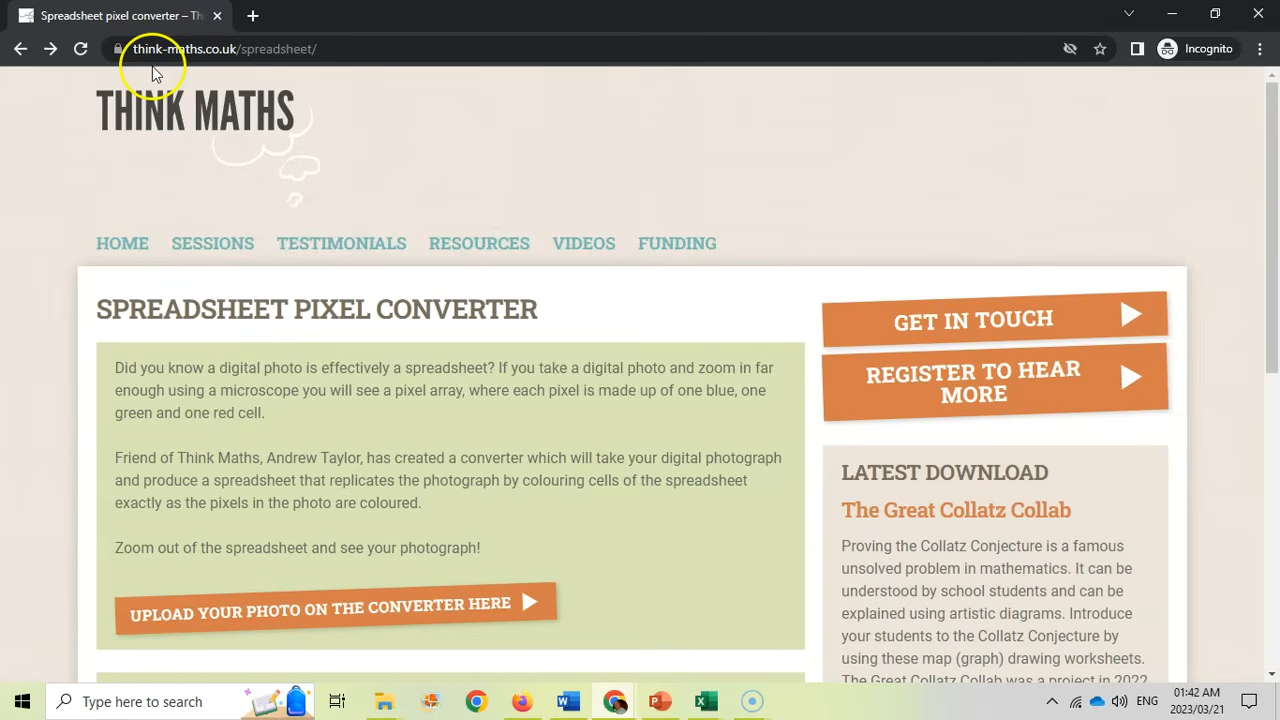 Spreadsheet pixel converter – Th
think-maths.co.uk/spreadsheet/
Incognito
THINK MATHS
HOME SESSIONS TESTIMONIALS RESOURCES VIDEOS FUNDING
SPREADSHEET PIXEL CONVERTER
Did you know a digital photo is effectively a spreadsheet? If you take a digital photo and zoom in far
enough using a microscope you will see a pixel array, where each pixel is made up of one blue, one
green and one red cell.
Friend of Think Maths, Andrew Taylor, has created a converter which will take your digital photograph
and produce a spreadsheet that replicates the photograph by colouring cells of the spreadsheet
exactly as the pixels in the photo are coloured.
Zoom out of the spreadsheet and see your photograph!
UPLOAD YOUR PHOTO ON THE CONVERTER HERE
GET IN TOUCH
REGISTER TO HEAR
MORE
LATEST DOWNLOAD
The Great Collatz Collab
Proving the Collatz Conjecture is a famous
unsolved problem in mathematics. It can be
understood by school students and can be
explained using artistic diagrams. Introduce
your students to the Collatz Conjecture by
using these map (graph) drawing worksheets.
The Great Collatz Collab was a project in 2022
Type here to search
ENG
01:42 AM
2023/03/21